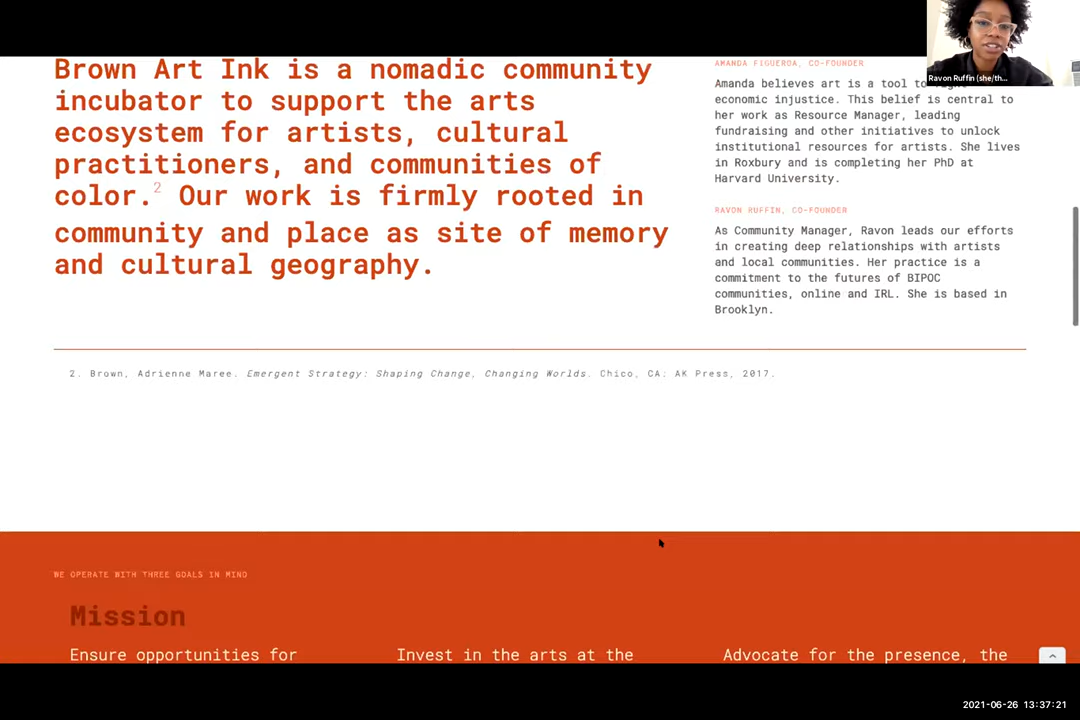 Brown Art Ink is a nomadic community
incubator to support the arts
ecosystem for artists, cultural
practitioners, and communities of
color.2 Our work is firmly rooted in
community and place as site of memory
and cultural geography.
AMANDA FIGUEROA, CO-FOUNDER
Amanda believes art is a tool to
economic injustice. This belief is central to
her work as Resource Manager, leading
fundraising and other initiatives to unlock
institutional resources for artists. She lives
in Roxbury and is completing her PhD at
Harvard University.
RAVON RUFFIN, CO-FOUNDER
As Community Manager, Ravon leads our efforts
in creating deep relationships with artists
and local communities. Her practice is a
commitment to the futures of BIPOC
communities, online and IRL. She is based in
Brooklyn.
Ravon Ruffin (she/th...
2. Brown, Adrienne Maree. Emergent Strategy: Shaping Change, Changing Worlds. Chico, CA: AK Press, 2017.
WE OPERATE WITH THREE GOALS IN MIND
Mission
Ensure opportunities for
Invest in the arts at the
Advocate for the presence, the
2021-06-26 13:37:21